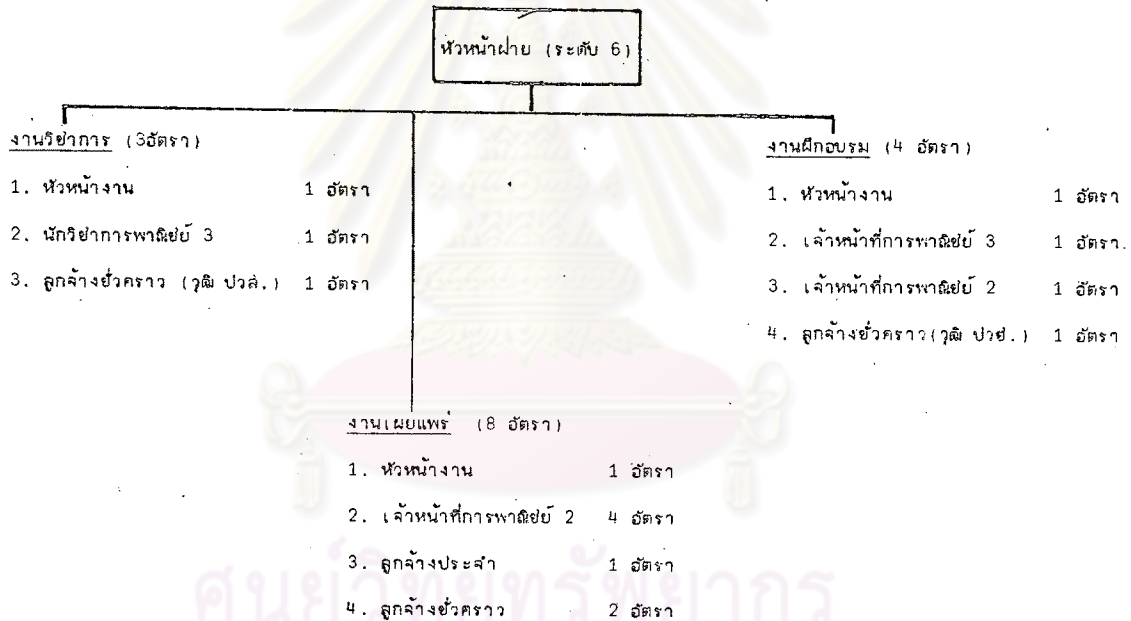 หัวหน้าฝ่าย (ระดับ 6)
งานวิชาการ (3อัตรา)
1. หัวหน้างาน 1 อัตรา
2. นักวิชาการพาณิชย์ 3 1 อัตรา
3. ลูกจ้างชั่วคราว (วุฒิ ปวส.) 1 อัตรา
งานฝึกอบรม (4 อัตรา)
1. หัวหน้างาน 1 อัตรา
2. เจ้าหน้าที่การพาณิชย์ 3 1 อัตรา.
3. เจ้าหน้าที่การพาณิชย์ 2 1 อัตรา
4. ลูกจ้างชั่วคราว(วุฒิ ปวช.) 1 อัตรา
งานเผยแพร่ (8 อัตรา)
1. หัวหน้างาน 1 อัตรา
2. เจ้าหน้าที่การพาณิชย์ 2 4 อัตรา
3. ลูกจ้างประจำ 1 อัตรา
4. ลูกจ้างชั่วคราว 2 อัตรา
ศูนย์วิทยทรัพยากร